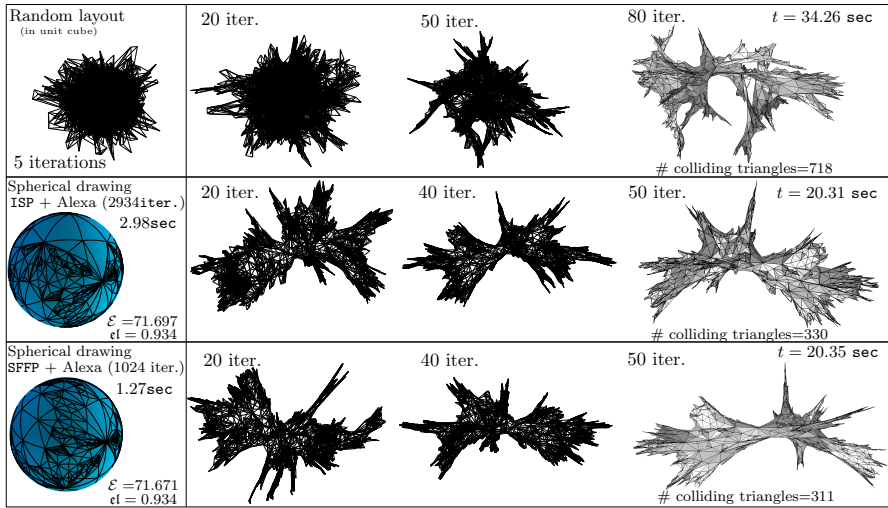 Random layout
(in unit cube)
5 iterations
20 iter.
50 iter.
80 iter.
t = 34.26 sec
# colliding triangles=718
Spherical drawing
ISP + Alexa (2934iter.)
2.98sec
ℰ =71.697
𝔢𝔩 = 0.934
20 iter.
40 iter.
50 iter.
t = 20.31 sec
# colliding triangles=330
Spherical drawing
SFFP + Alexa (1024 iter.)
1.27sec
ℰ =71.671
𝔢𝔩 = 0.934
20 iter.
40 iter.
50 iter.
t = 20.35 sec
# colliding triangles=311